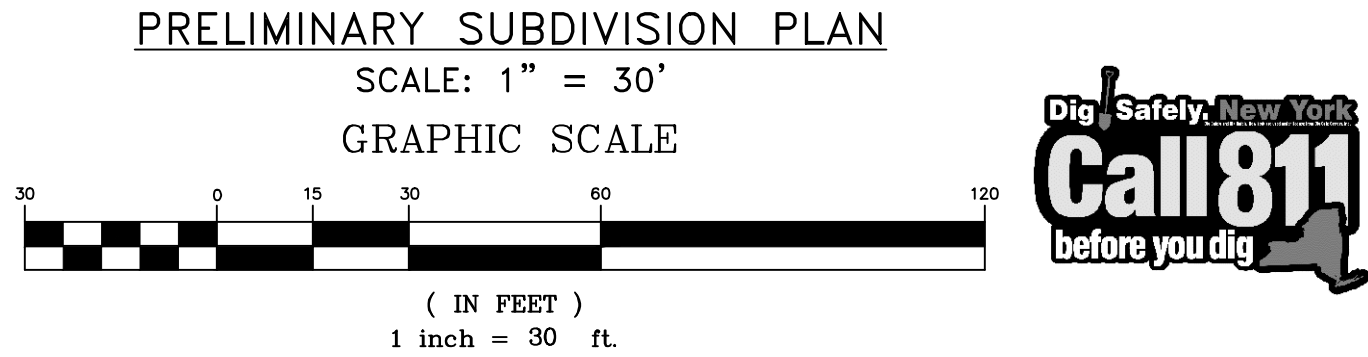 PRELIMINARY SUBDIVISION PLAN
SCALE: 1" = 30'
GRAPHIC SCALE
30 0 15 30 60 120
( IN FEET )
1 inch = 30 ft.
Dig Safely. New York
Call 811
before you dig